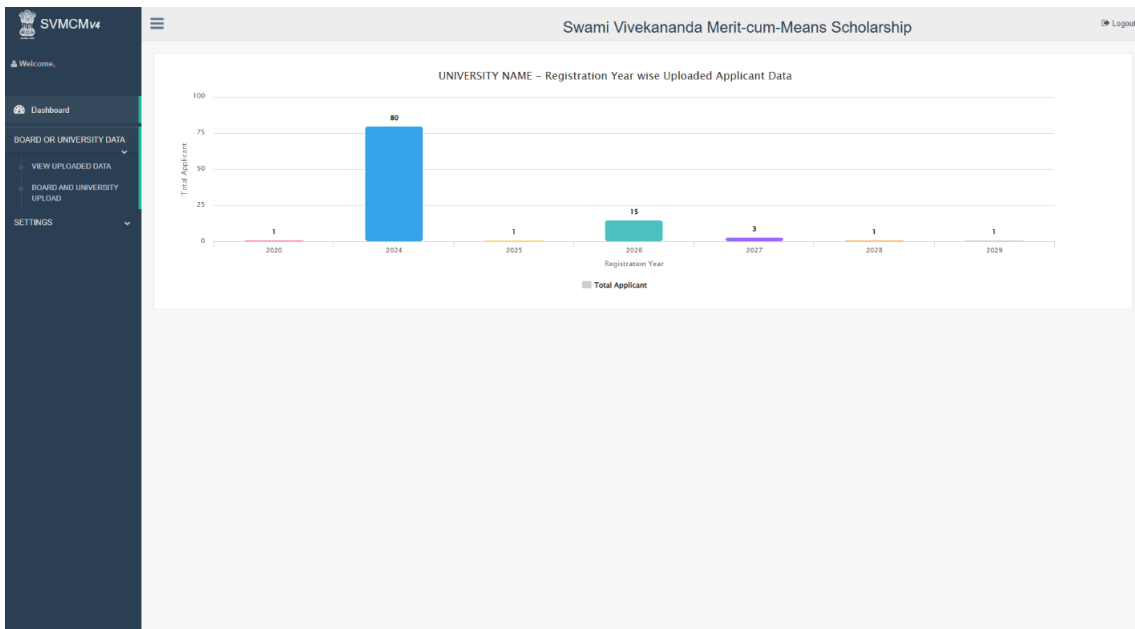 SVMCM V4
Swami Vivekananda Merit-cum-Means Scholarship
Logout
Welcome,
Dashboard
BOARD OR UNIVERSITY DATA
VIEW UPLOADED DATA
BOARD AND UNIVERSITY
UPLOAD
SETTINGS
UNIVERSITY NAME – Registration Year wise Uploaded Applicant Data
Total Applicant
100
75
50
25
0
1
80
1
15
3
1
1
2020
2024
2025
2026
2027
2028
2029
Registration Year
Total Applicant